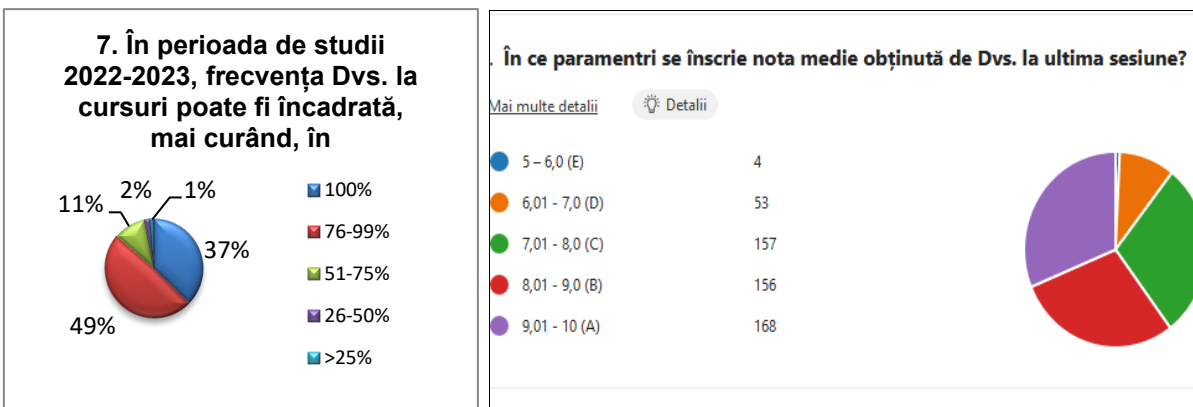 7. În perioada de studii
2022-2023, frecvența Dvs. la
cursuri poate fi încadrată,
mai curând, în
2%
1%
11%
37%
49%
100%
76-99%
51-75%
26-50%
>25%
. În ce paramentri se înscrie nota medie obținută de Dvs. la ultima sesiune?
Mai multe detalii
Detalii
5 – 6,0 (E) 4
6,01 - 7,0 (D) 53
7,01 - 8,0 (C) 157
8,01 - 9,0 (B) 156
9,01 - 10 (A) 168